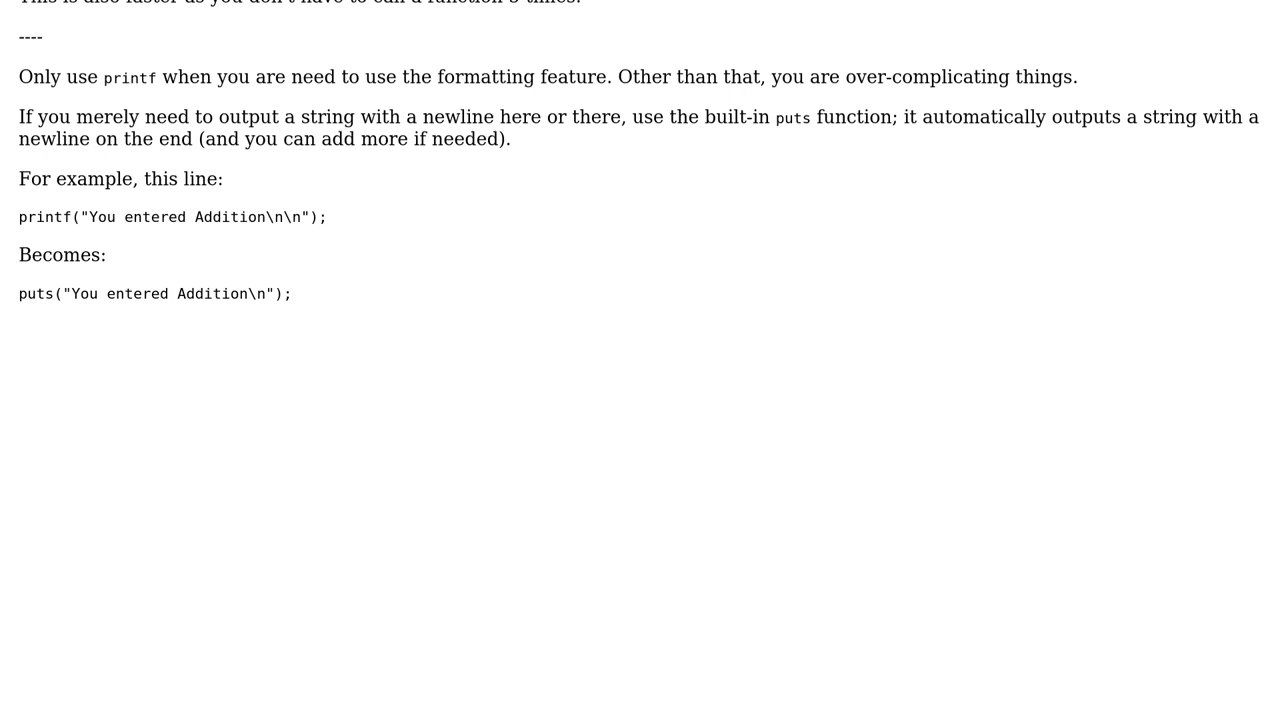 ----
Only use printf when you are need to use the formatting feature. Other than that, you are over-complicating things.
If you merely need to output a string with a newline here or there, use the built-in puts function; it automatically outputs a string with a
newline on the end (and you can add more if needed).
For example, this line:
printf("You entered Addition\n\n");
Becomes:
puts("You entered Addition\n");